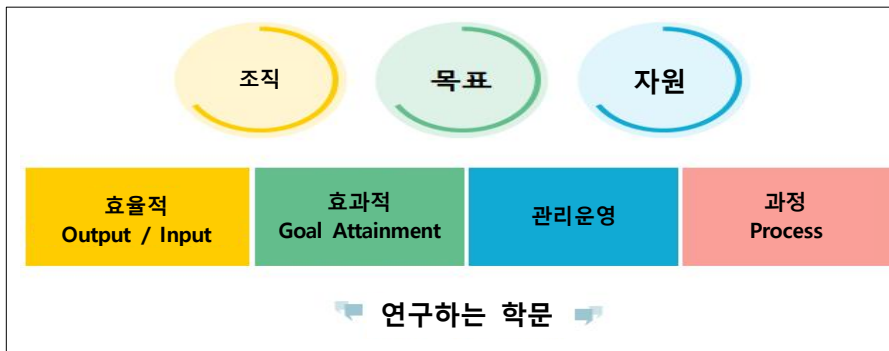 조직
목표
자원
효율적
Output / Input
효과적
Goal Attainment
관리운영
과정
Process
연구하는 학문